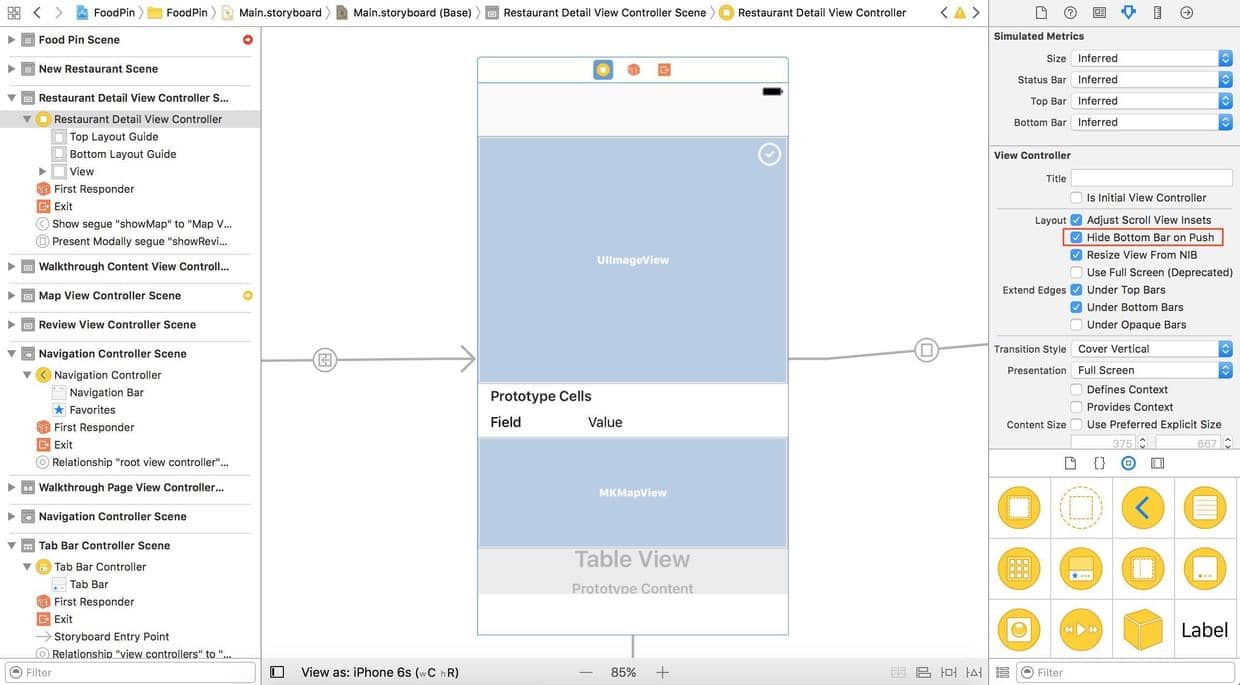 FoodPin
FoodPin
Main.storyboard
Main.storyboard (Base)
Restaurant Detail View Controller Scene
Restaurant Detail View Controller
Food Pin Scene
New Restaurant Scene
Restaurant Detail View Controller S...
Restaurant Detail View Controller
Top Layout Guide
Bottom Layout Guide
View
First Responder
Exit
Show segue "showMap" to "Map V...
Present Modally segue "showRevi...
Walkthrough Content View Controll...
Map View Controller Scene
Review View Controller Scene
Navigation Controller Scene
Navigation Controller
Navigation Bar
Favorites
First Responder
Exit
Relationship "root view controller"...
Walkthrough Page View Controller...
Navigation Controller Scene
Tab Bar Controller Scene
Tab Bar Controller
Tab Bar
First Responder
Exit
Storyboard Entry Point
Relationship "view controllers" to "...
Filter
UIImageView
Prototype Cells
Field Value
MKMapView
Table View
Prototype Content
View as: iPhone 6s (wC hR)
85%
Simulated Metrics
Size Inferred
Status Bar Inferred
Top Bar Inferred
Bottom Bar Inferred
View Controller
Title
Is Initial View Controller
Layout Adjust Scroll View Insets
Hide Bottom Bar on Push
Resize View From NIB
Use Full Screen (Deprecated)
Extend Edges Under Top Bars
Under Bottom Bars
Under Opaque Bars
Transition Style Cover Vertical
Presentation Full Screen
Defines Context
Provides Context
Content Size Use Preferred Explicit Size
375 667
Label
Filter